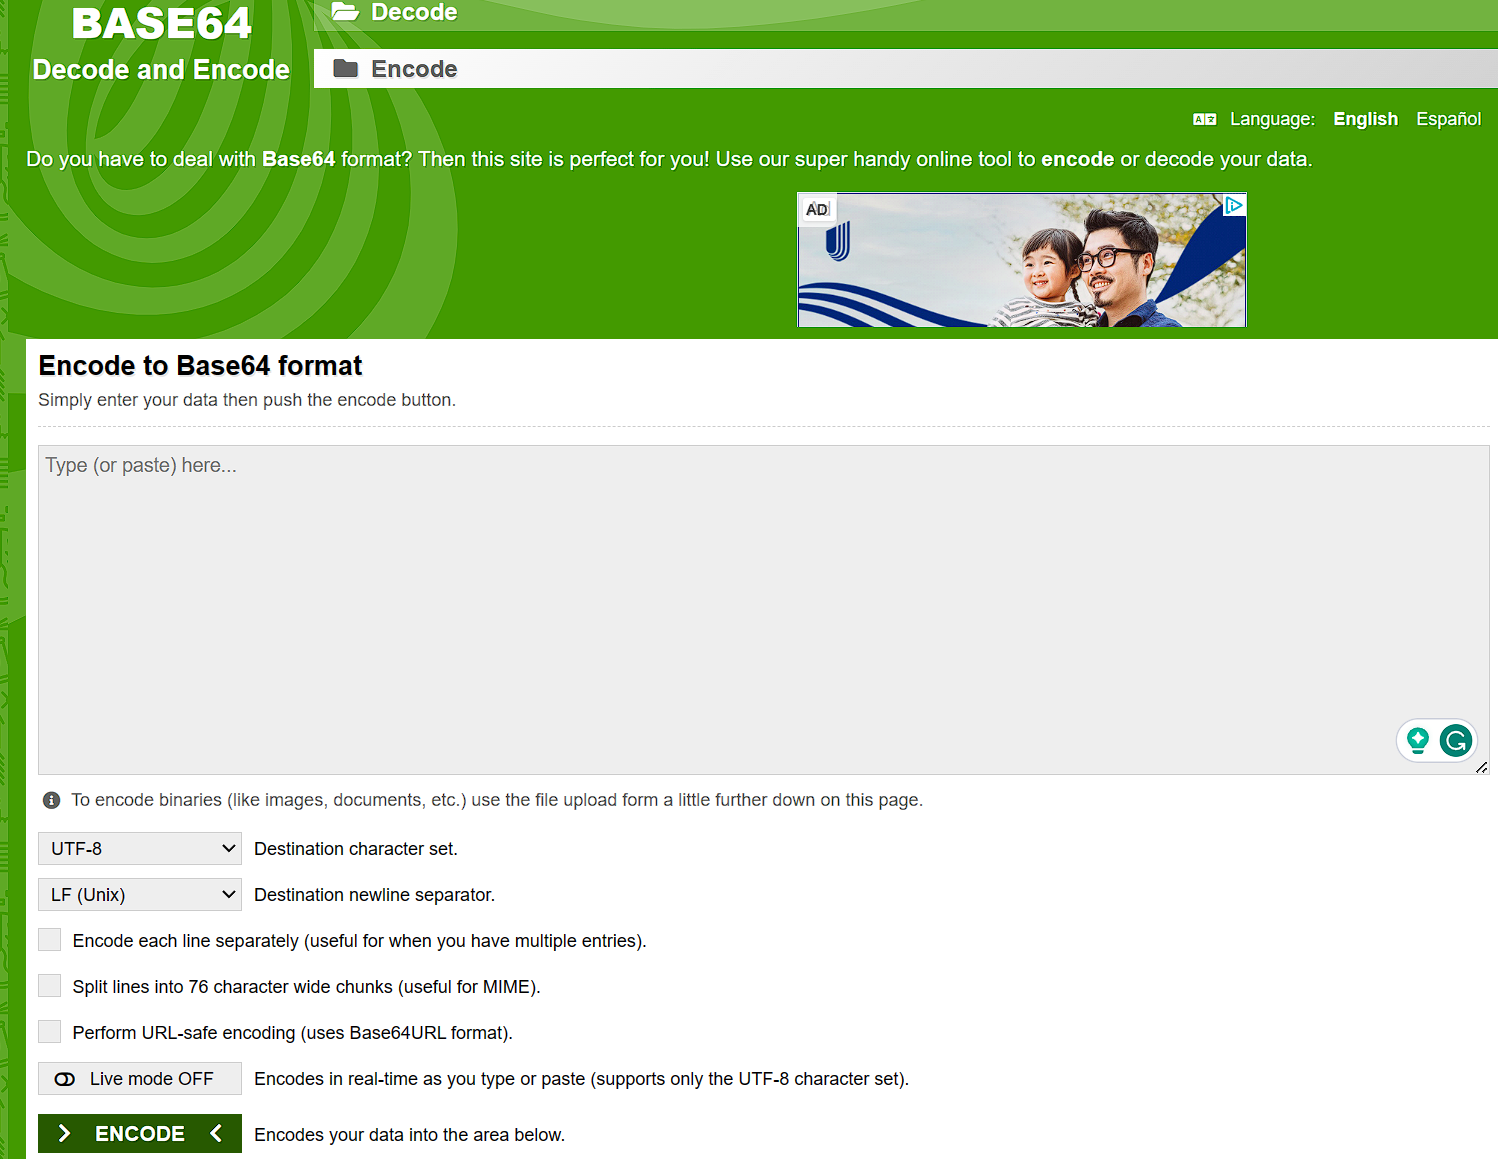 BASE64
Decode and Encode
Decode
Encode
Language: English Español
Do you have to deal with Base64 format? Then this site is perfect for you! Use our super handy online tool to encode or decode your data.
AD
Encode to Base64 format
Simply enter your data then push the encode button.
Type (or paste) here...
To encode binaries (like images, documents, etc.) use the file upload form a little further down on this page.
UTF-8 Destination character set.
LF (Unix) Destination newline separator.
Encode each line separately (useful for when you have multiple entries).
Split lines into 76 character wide chunks (useful for MIME).
Perform URL-safe encoding (uses Base64URL format).
Live mode OFF Encodes in real-time as you type or paste (supports only the UTF-8 character set).
> ENCODE < Encodes your data into the area below.